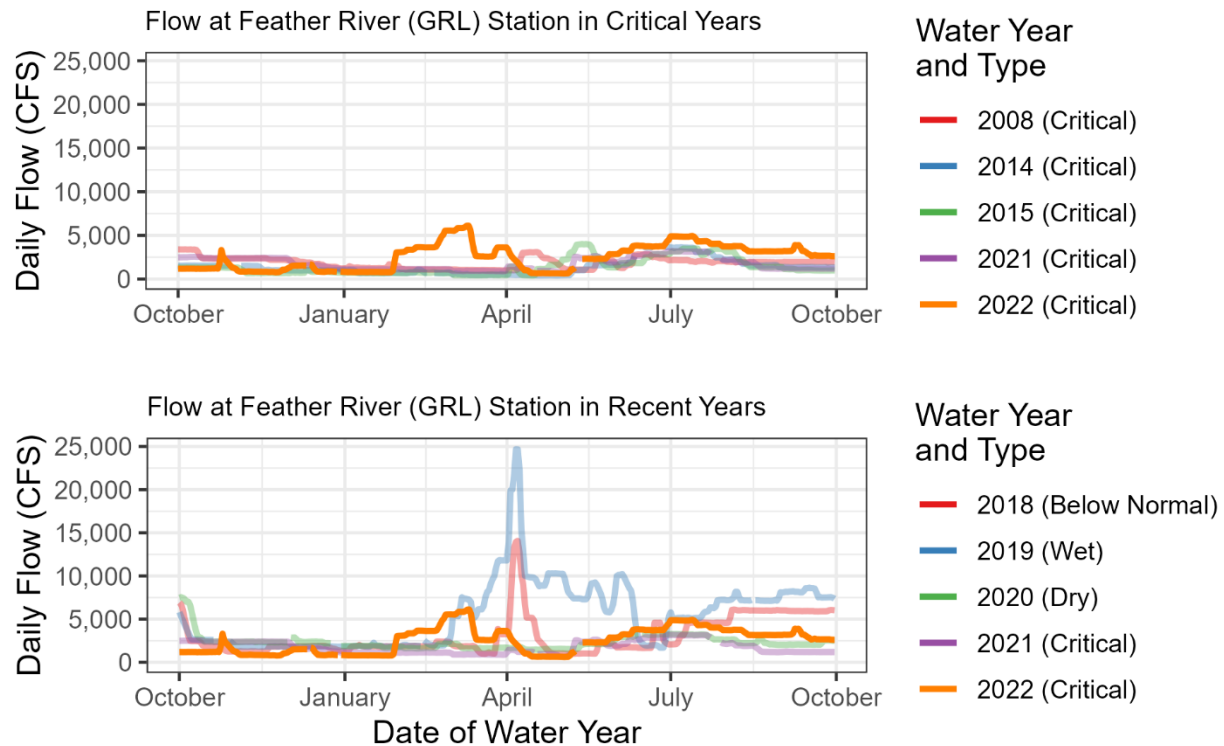 Flow at Feather River (GRL) Station in Critical Years
Daily Flow (CFS)
25,000
20,000
15,000
10,000
5,000
0
October January April July October
Water Year
and Type
2008 (Critical)
2014 (Critical)
2015 (Critical)
2021 (Critical)
2022 (Critical)
Flow at Feather River (GRL) Station in Recent Years
Daily Flow (CFS)
25,000
20,000
15,000
10,000
5,000
0
October January April July October
Date of Water Year
Water Year
and Type
2018 (Below Normal)
2019 (Wet)
2020 (Dry)
2021 (Critical)
2022 (Critical)